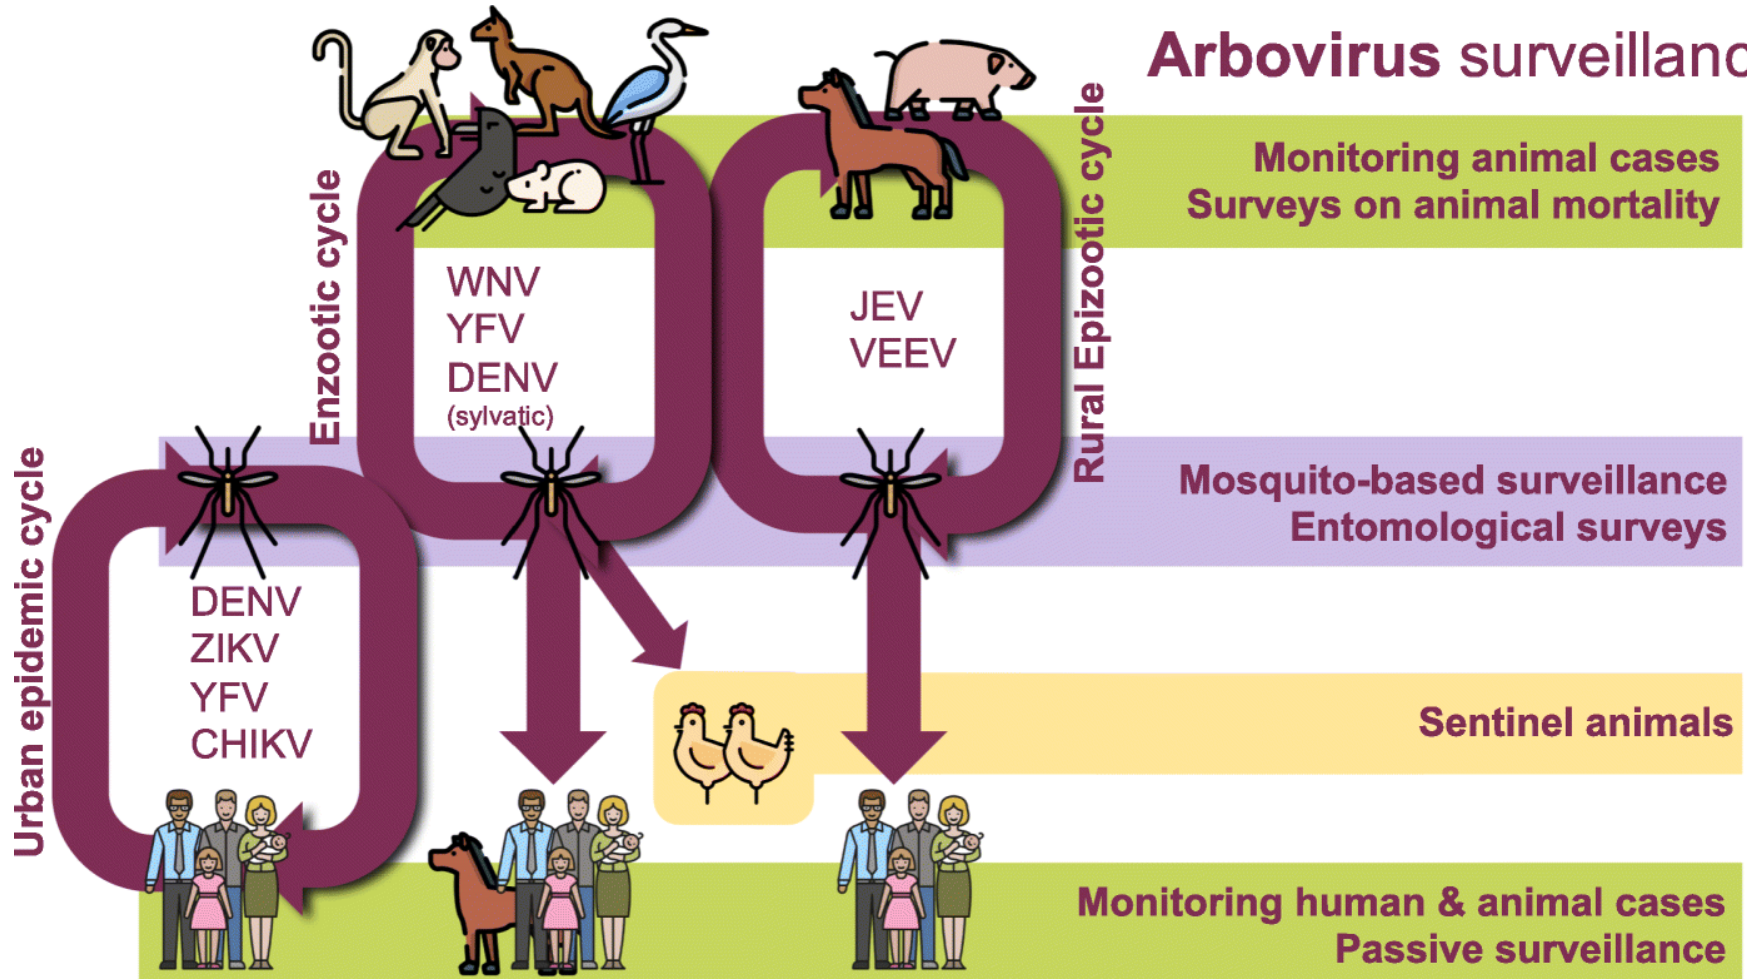 Arbovirus surveillanc
Monitoring animal cases
Surveys on animal mortality
Enzootic cycle
WNV
YFV
DENV
(sylvatic)
JEV
VEEV
Rural Epizootic cycle
Mosquito-based surveillance
Entomological surveys
Urban epidemic cycle
DENV
ZIKV
YFV
CHIKV
Sentinel animals
Monitoring human & animal cases
Passive surveillance